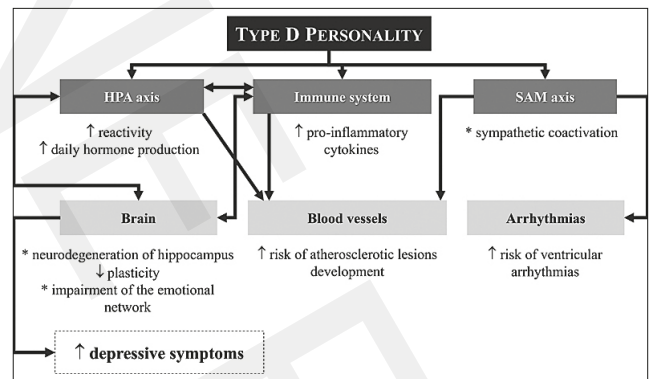 TYPE D PERSONALITY
HPA axis
Immune system
SAM axis
↑ reactivity
↑ daily hormone production
↑ pro-inflammatory
cytokines
* sympathetic coactivation
Brain
Blood vessels
Arrhythmias
* neurodegeneration of hippocampus
↓ plasticity
* impairment of the emotional
network
↑ risk of atherosclerotic lesions
development
↑ risk of ventricular
arrhythmias
↑ depressive symptoms